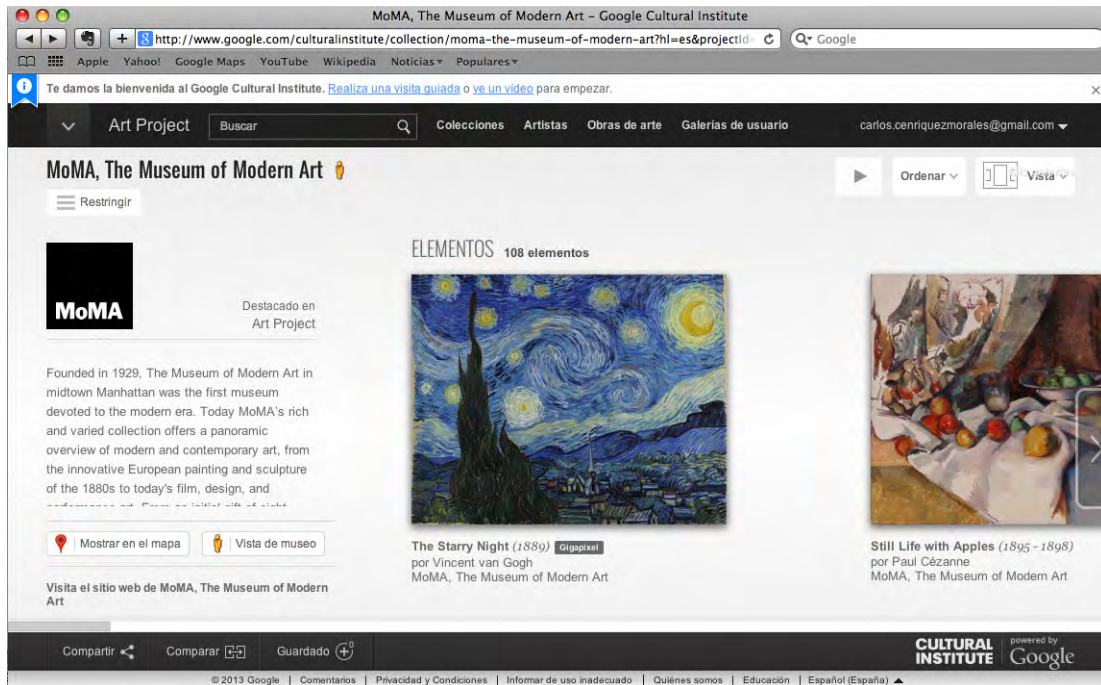 MoMA, The Museum of Modern Art – Google Cultural Institute
http://www.google.com/culturalinstitute/collection/moma-the-museum-of-modern-art?hl=es&projectId=
Google
Apple Yahoo! Google Maps YouTube Wikipedia Noticias Populares
Te damos la bienvenida al Google Cultural Institute. Realiza una visita guiada o ve un vídeo para empezar.
Art Project Buscar Colecciones Artistas Obras de arte Galerías de usuario carlos.cenriquezmorales@gmail.com
MoMA, The Museum of Modern Art
Ordenar Vista
Restringir
ELEMENTOS 108 elementos
MoMA
Destacado en
Art Project
Founded in 1929, The Museum of Modern Art in
midtown Manhattan was the first museum
devoted to the modern era. Today MoMA's rich
and varied collection offers a panoramic
overview of modern and contemporary art, from
the innovative European painting and sculpture
of the 1880s to today's film, design, and
performance art. From an initial gift of eight
Mostrar en el mapa Vista de museo
Visita el sitio web de MoMA, The Museum of Modern
Art
The Starry Night (1889) Gigapixel
por Vincent van Gogh
MoMA, The Museum of Modern Art
Still Life with Apples (1895 - 1898)
por Paul Cézanne
MoMA, The Museum of Modern Art
Compartir Comparar Guardado 0
CULTURAL INSTITUTE powered by Google
© 2013 Google | Comentarios | Privacidad y Condiciones | Informar de uso inadecuado | Quiénes somos | Educación | Español (España)